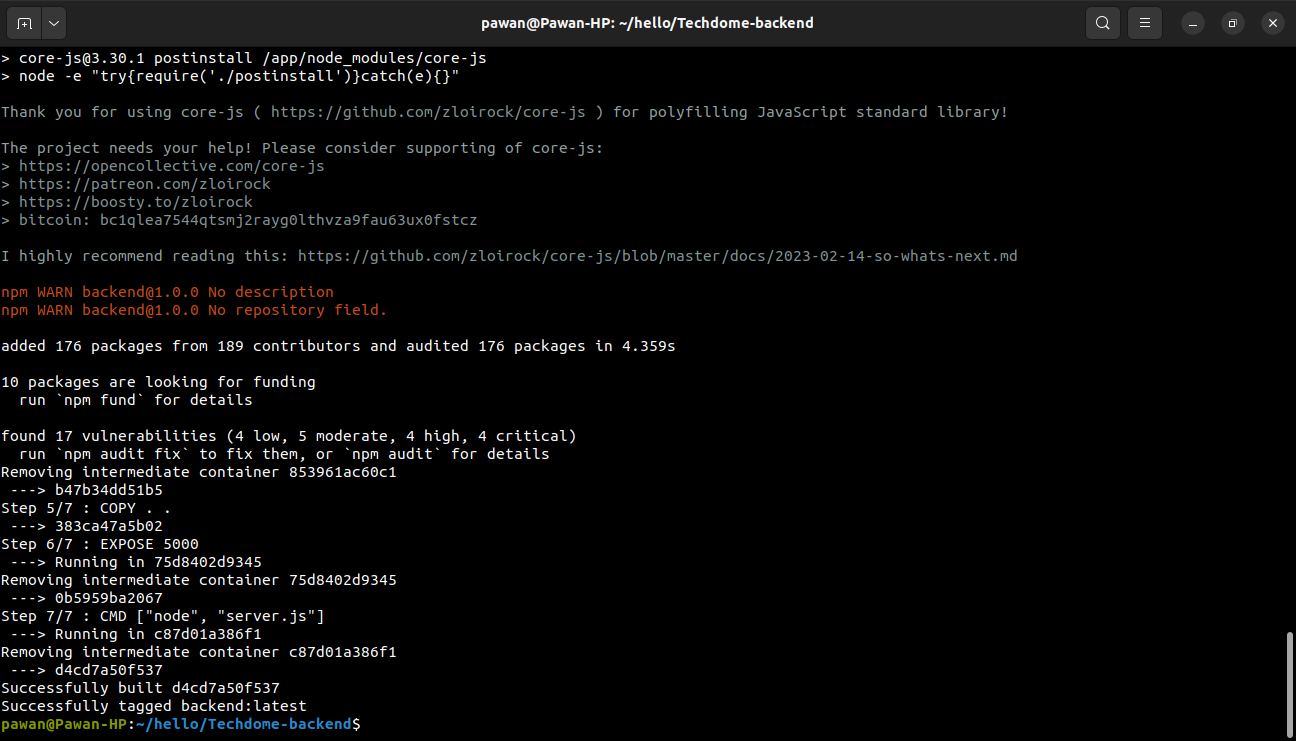 pawan@Pawan-HP: ~/hello/Techdome-backend
> core-js@3.30.1 postinstall /app/node_modules/core-js
> node -e "try{require('./postinstall')}catch(e){}"
Thank you for using core-js ( https://github.com/zloirock/core-js ) for polyfilling JavaScript standard library!
The project needs your help! Please consider supporting of core-js:
> https://opencollective.com/core-js
> https://patreon.com/zloirock
> https://boosty.to/zloirock
> bitcoin: bc1qlea7544qtsmj2rayg0lthvza9fau63ux0fstcz
I highly recommend reading this: https://github.com/zloirock/core-js/blob/master/docs/2023-02-14-so-whats-next.md
npm WARN backend@1.0.0 No description
npm WARN backend@1.0.0 No repository field.
added 176 packages from 189 contributors and audited 176 packages in 4.359s
10 packages are looking for funding
  run `npm fund` for details
found 17 vulnerabilities (4 low, 5 moderate, 4 high, 4 critical)
  run `npm audit fix` to fix them, or `npm audit` for details
Removing intermediate container 853961ac60c1
 ---> b47b34dd51b5
Step 5/7 : COPY . .
 ---> 383ca47a5b02
Step 6/7 : EXPOSE 5000
 ---> Running in 75d8402d9345
Removing intermediate container 75d8402d9345
 ---> 0b5959ba2067
Step 7/7 : CMD ["node", "server.js"]
 ---> Running in c87d01a386f1
Removing intermediate container c87d01a386f1
 ---> d4cd7a50f537
Successfully built d4cd7a50f537
Successfully tagged backend:latest
pawan@Pawan-HP:~/hello/Techdome-backend$